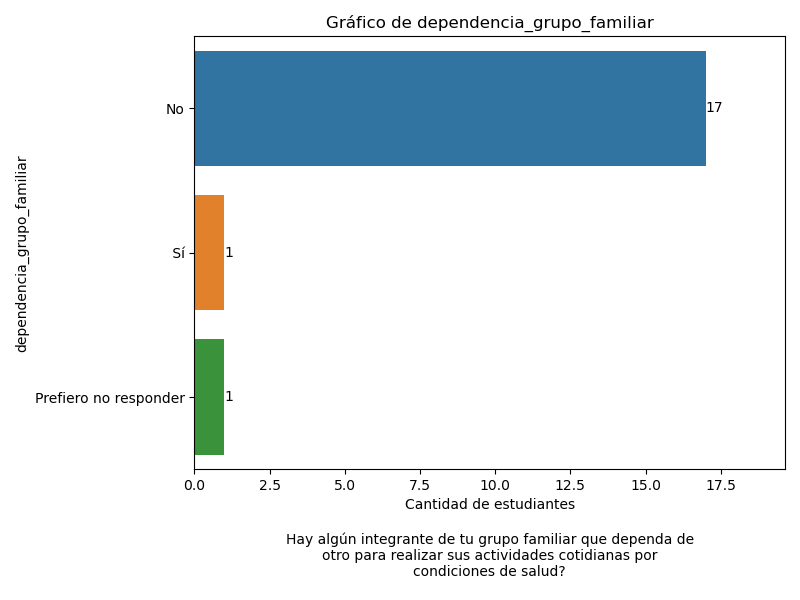 Gráfico de dependencia_grupo_familiar
dependencia_grupo_familiar
No
17
Sí
1
Prefiero no responder
1
0.0 2.5 5.0 7.5 10.0 12.5 15.0 17.5
Cantidad de estudiantes
Hay algún integrante de tu grupo familiar que dependa de
otro para realizar sus actividades cotidianas por
condiciones de salud?